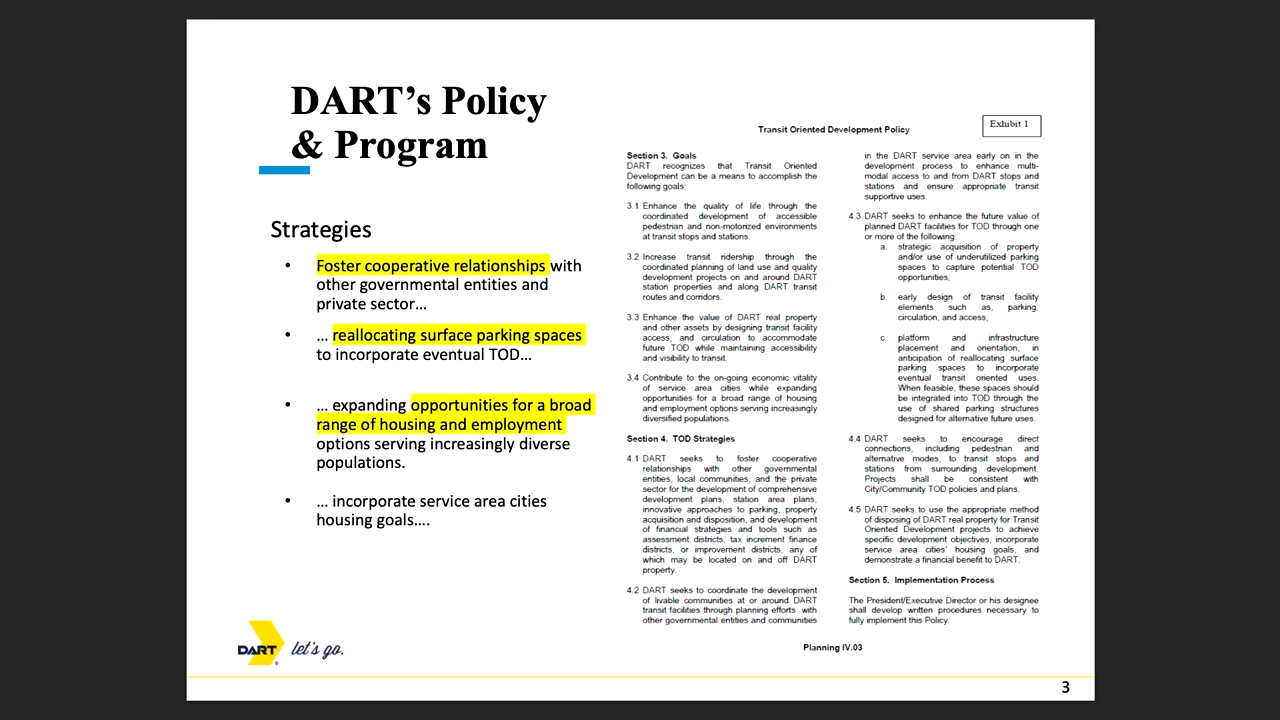 DART's Policy
& Program
Strategies
• Foster cooperative relationships with
other governmental entities and
private sector…
• … reallocating surface parking spaces
to incorporate eventual TOD…
• … expanding opportunities for a broad
range of housing and employment
options serving increasingly diverse
populations.
• … incorporate service area cities
housing goals….
Exhibit 1
Transit Oriented Development Policy
Section 3. Goals
DART recognizes that Transit Oriented
Development can be a means to accomplish the
following goals:
3.1 Enhance the quality of life through the
coordinated development of accessible
pedestrian and non-motorized environments
at transit stops and stations.
3.2 Increase transit ridership through the
coordinated planning of land use and quality
development projects on and around DART
station properties and along DART transit
routes and corridors.
3.3 Enhance the value of DART real property
and other assets by designing transit facility
access, and circulation to accommodate
future TOD while maintaining accessibility
and visibility to transit.
3.4 Contribute to the on-going economic vitality
of service area cities while expanding
opportunities for a broad range of housing
and employment options serving increasingly
diversified populations.
Section 4. TOD Strategies
4.1 DART seeks to foster cooperative
relationships with other governmental
entities, local communities, and the private
sector for the development of comprehensive
development plans, station area plans,
innovative approaches to parking, property
acquisition and disposition, and development
of financial strategies and tools such as
assessment districts, tax increment finance
districts, or improvement districts, any of
which may be located on and off DART
property.
4.2 DART seeks to coordinate the development
of livable communities at or around DART
transit facilities through planning efforts with
other governmental entities and communities
in the DART service area early on in the
development process to enhance multi-
modal access to and from DART stops and
stations and ensure appropriate transit
supportive uses.
4.3 DART seeks to enhance the future value of
planned DART facilities for TOD through one
or more of the following:
a. strategic acquisition of property
and/or use of underutilized parking
spaces to capture potential TOD
opportunities;
b. early design of transit facility
elements such as, parking,
circulation, and access;
c. platform and infrastructure
placement and orientation, in
anticipation of reallocating surface
parking spaces to incorporate
eventual transit oriented uses.
When feasible, these spaces should
be integrated into TOD through the
use of shared parking structures
designed for alternative future uses.
4.4 DART seeks to encourage direct
connections, including pedestrian and
alternative modes, to transit stops and
stations from surrounding development.
Projects shall be consistent with
City/Community TOD policies and plans.
4.5 DART seeks to use the appropriate method
of disposing of DART real property for Transit
Oriented Development projects to achieve
specific development objectives, incorporate
service area cities' housing goals, and
demonstrate a financial benefit to DART.
Section 5. Implementation Process
The President/Executive Director or his designee
shall develop written procedures necessary to
fully implement this Policy.
Planning IV.03
DART let's go.
3